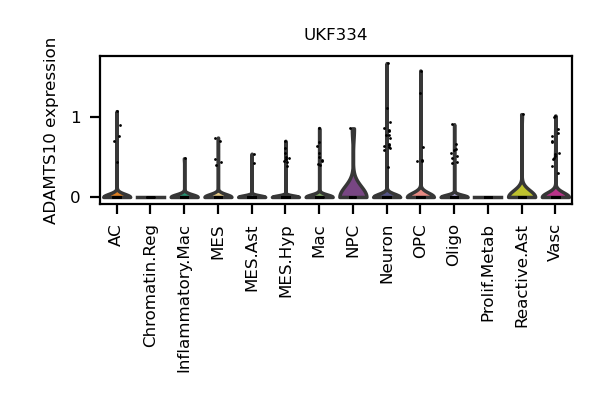 UKF334
ADAMTS10 expression
1
0
AC
Chromatin.Reg
Inflammatory.Mac
MES
MES.Ast
MES.Hyp
Mac
NPC
Neuron
OPC
Oligo
Prolif.Metab
Reactive.Ast
Vasc